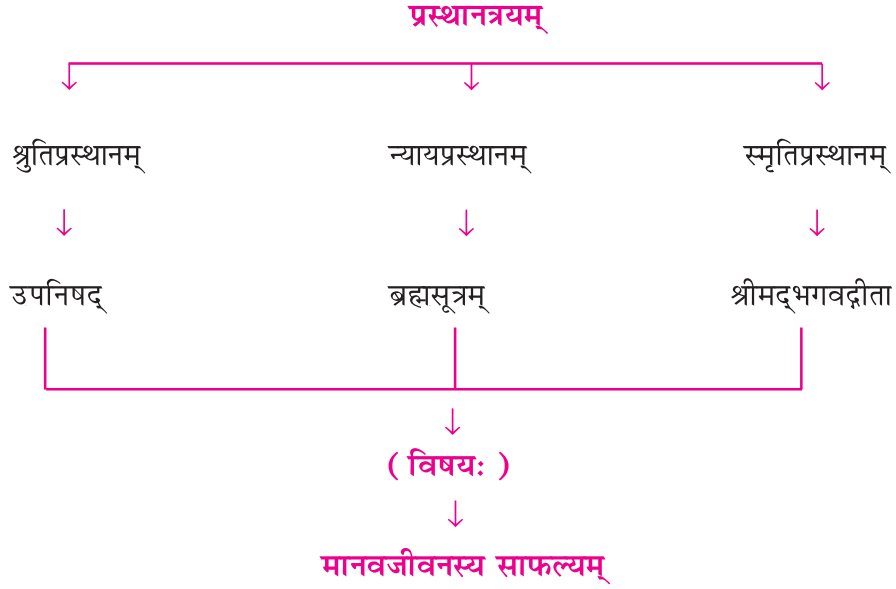 प्रस्थानत्रयम्
श्रुतिप्रस्थानम् न्यायप्रस्थानम् स्मृतिप्रस्थानम्
उपनिषद् ब्रह्मसूत्रम् श्रीमद्‌भगवद्गीता
( विषयः )
मानवजीवनस्य साफल्यम्